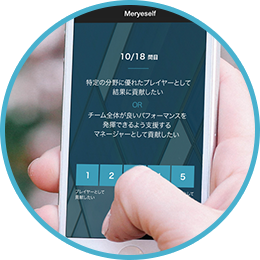 Meryeself
10/18 問目
特定の分野に優れたプレイヤーとして
結果に貢献したい
OR
チーム全体が良いパフォーマンスを
発揮できるよう支援する
マネージャーとして貢献したい
1 2 4 5
プレイヤーとして
貢献したい